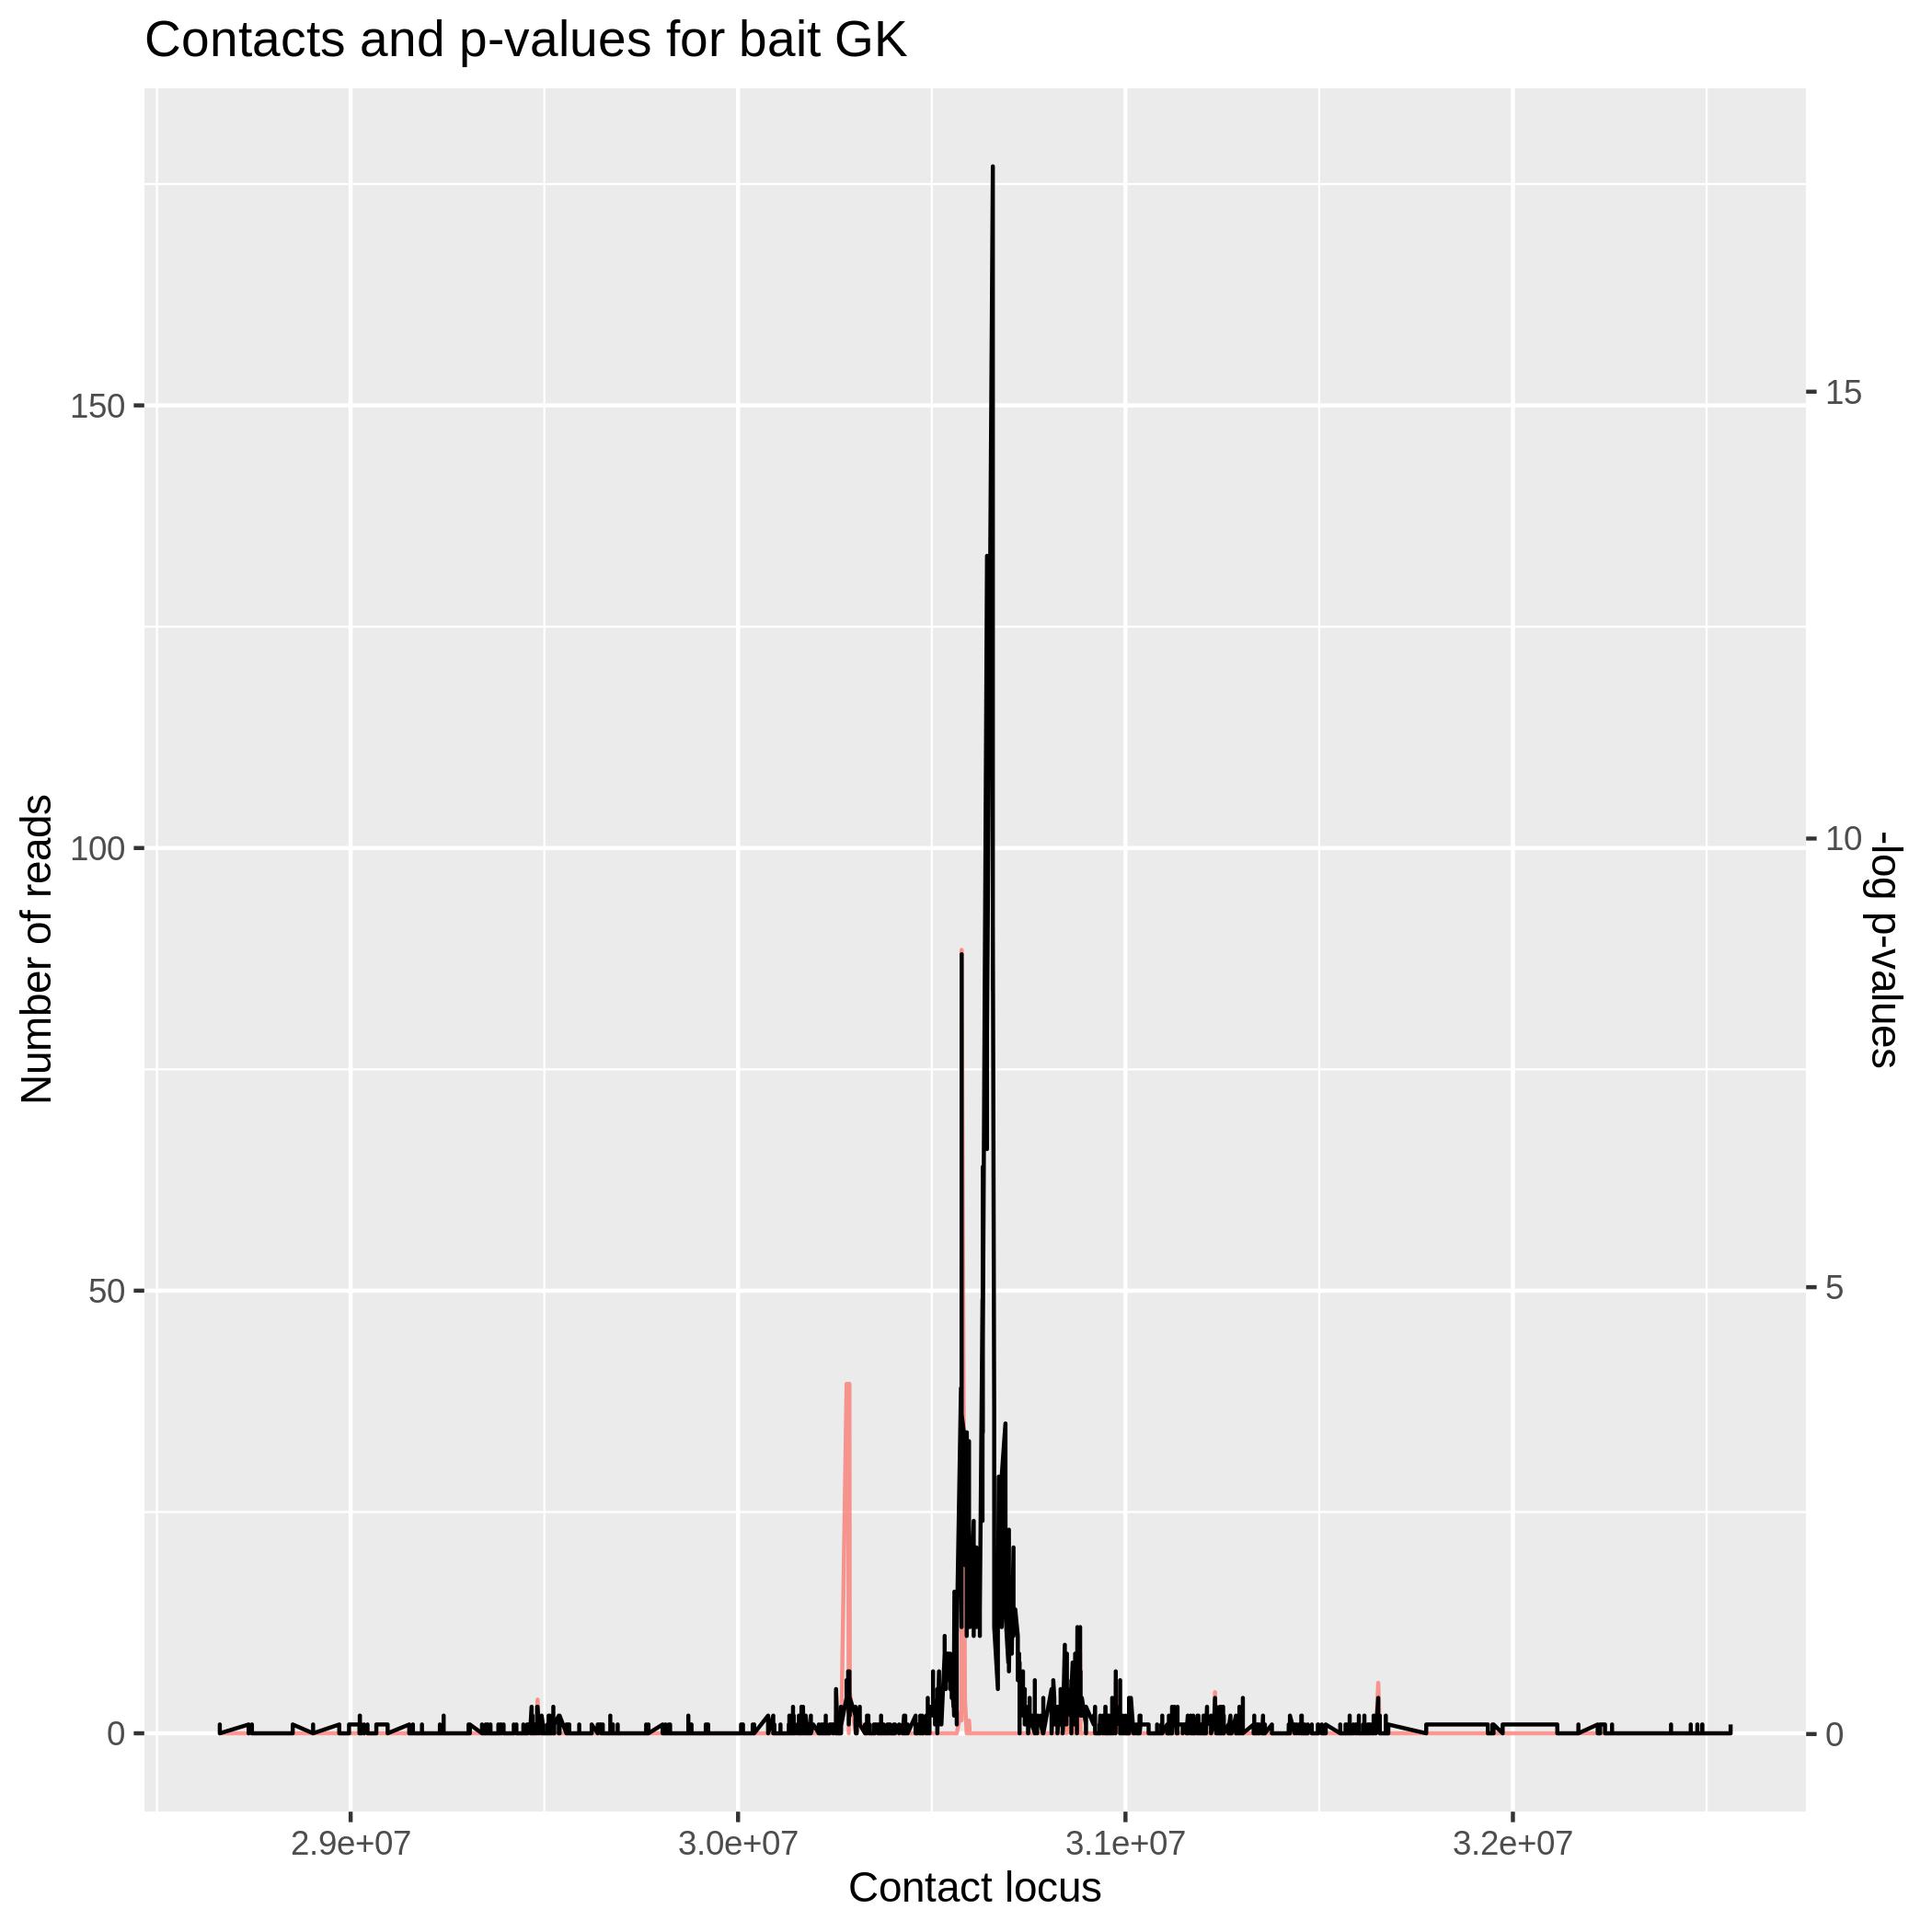 Contacts and p-values for bait GK
Number of reads
150
100
50
0
15
10
5
0
-log p-values
2.9e+07
3.0e+07
3.1e+07
3.2e+07
Contact locus